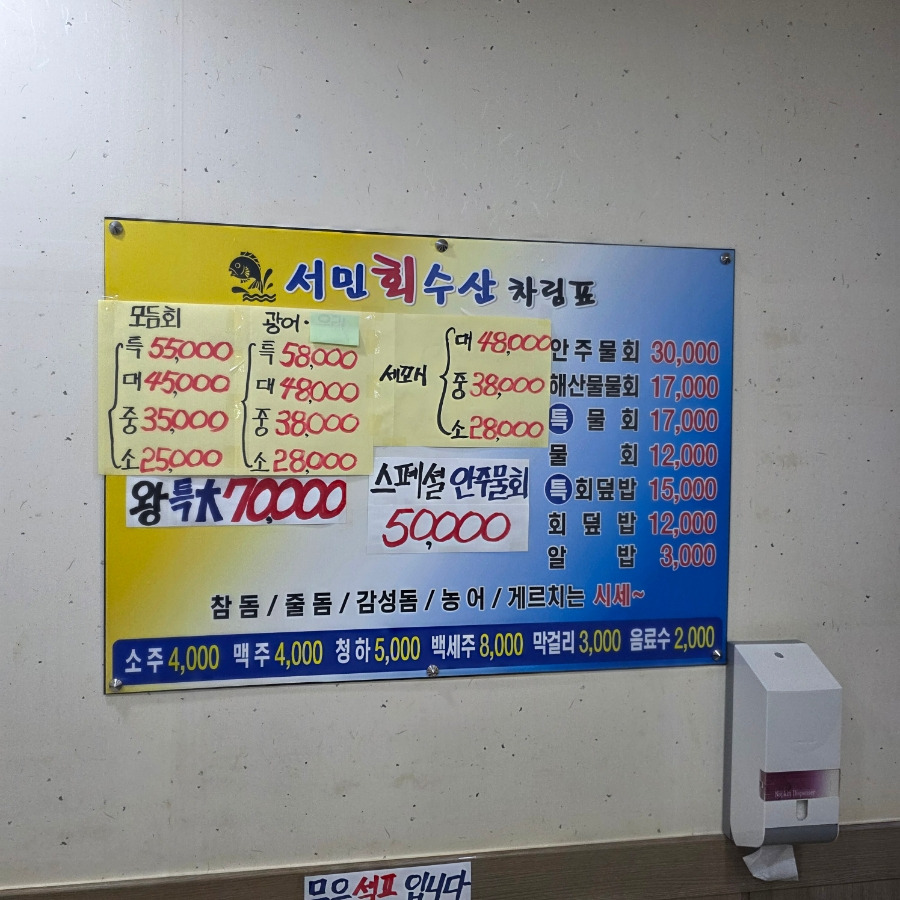 서민회수산 차림표
모듬회
특 55,000
대 45,000
중 35,000
소 25,000
광어·
특 58,000
대 48,000
중 38,000
소 28,000
세꼬시
대 48,000
중 38,000
소 28,000
왕특大 70,000
스페셜 안주물회
50,000
안주물회 30,000
해산물물회 17,000
특 물회 17,000
물 회 12,000
특 회덮밥 15,000
회덮밥 12,000
알 밥 3,000
참돔 / 줄돔 / 감성돔 / 농어 / 게르치는 시세~
소주 4,000 맥주 4,000 청하 5,000 백세주 8,000 막걸리 3,000 음료수 2,000
입니다